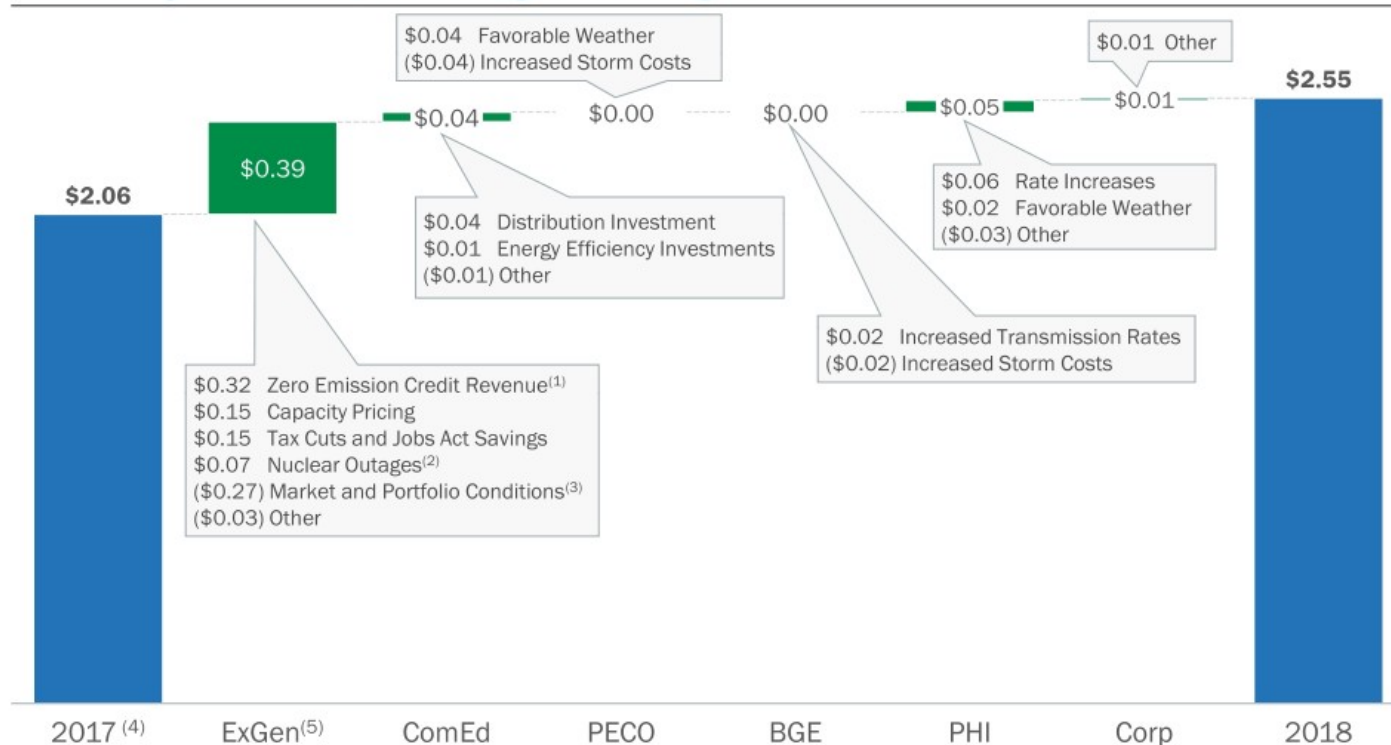 $0.04 Favorable Weather
($0.04) Increased Storm Costs
$0.01 Other
$2.06
$0.39
$0.04
$0.00
$0.00
$0.05
$0.01
$2.55
$0.04 Distribution Investment
$0.01 Energy Efficiency Investments
($0.01) Other
$0.06 Rate Increases
$0.02 Favorable Weather
($0.03) Other
$0.02 Increased Transmission Rates
($0.02) Increased Storm Costs
$0.32 Zero Emission Credit Revenue(1)
$0.15 Capacity Pricing
$0.15 Tax Cuts and Jobs Act Savings
$0.07 Nuclear Outages(2)
($0.27) Market and Portfolio Conditions(3)
($0.03) Other
2017 (4) ExGen(5) ComEd PECO BGE PHI Corp 2018